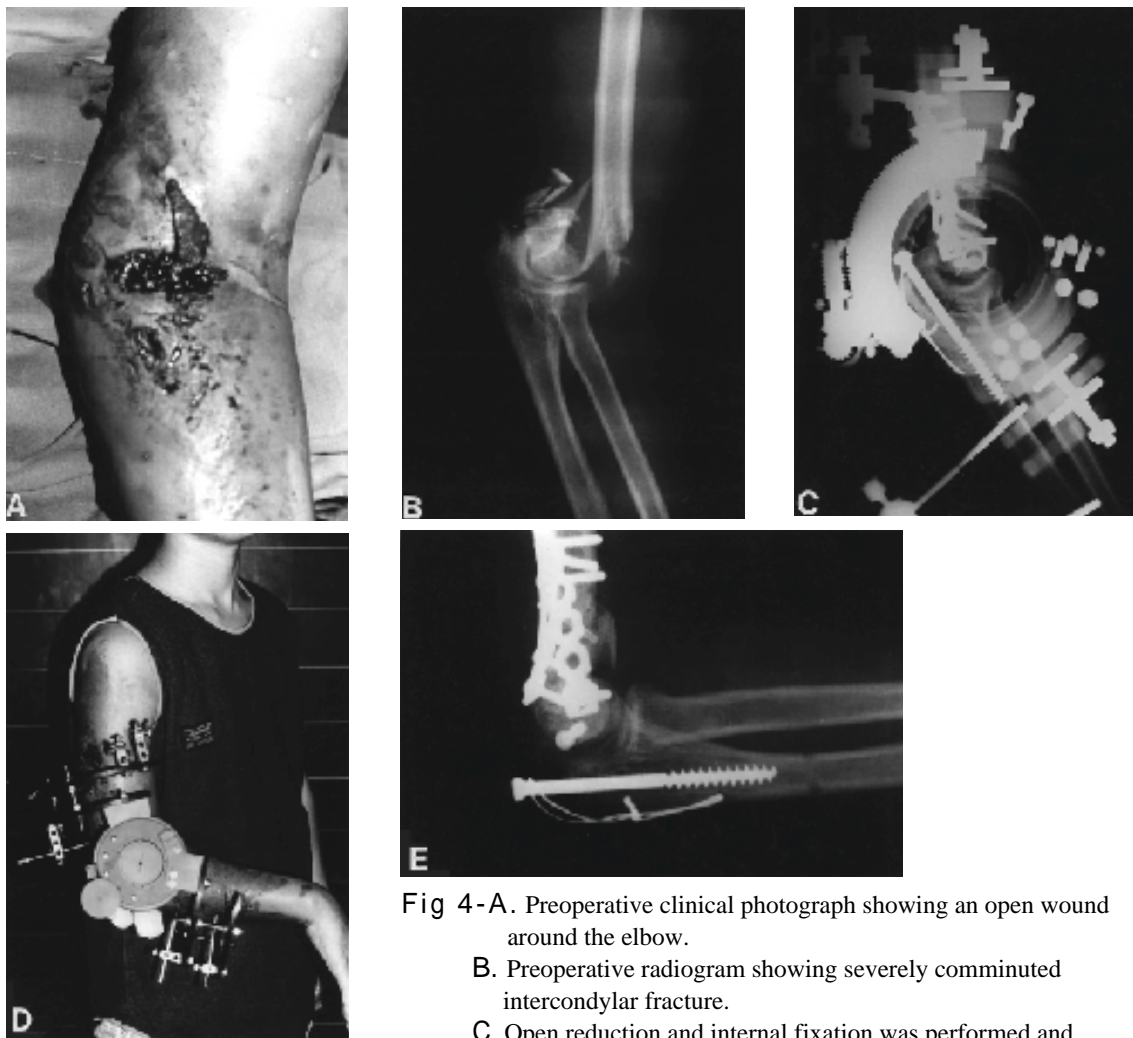 A
B
C
D
E
Fig 4-A. Preoperative clinical photograph showing an open wound
around the elbow.
B. Preoperative radiogram showing severely comminuted
intercondylar fracture.
C. Open reduction and internal fixation was performed and